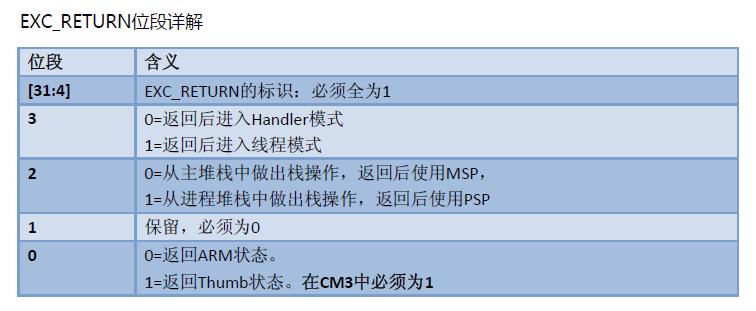 EXC_RETURN位段详解
位段 含义
[31:4] EXC_RETURN的标识：必须全为1
3 0=返回后进入Handler模式
1=返回后进入线程模式
2 0=从主堆栈中做出栈操作，返回后使用MSP，
1=从进程堆栈中做出栈操作，返回后使用PSP
1 保留，必须为0
0 0=返回ARM状态。
1=返回Thumb状态。在CM3中必须为1